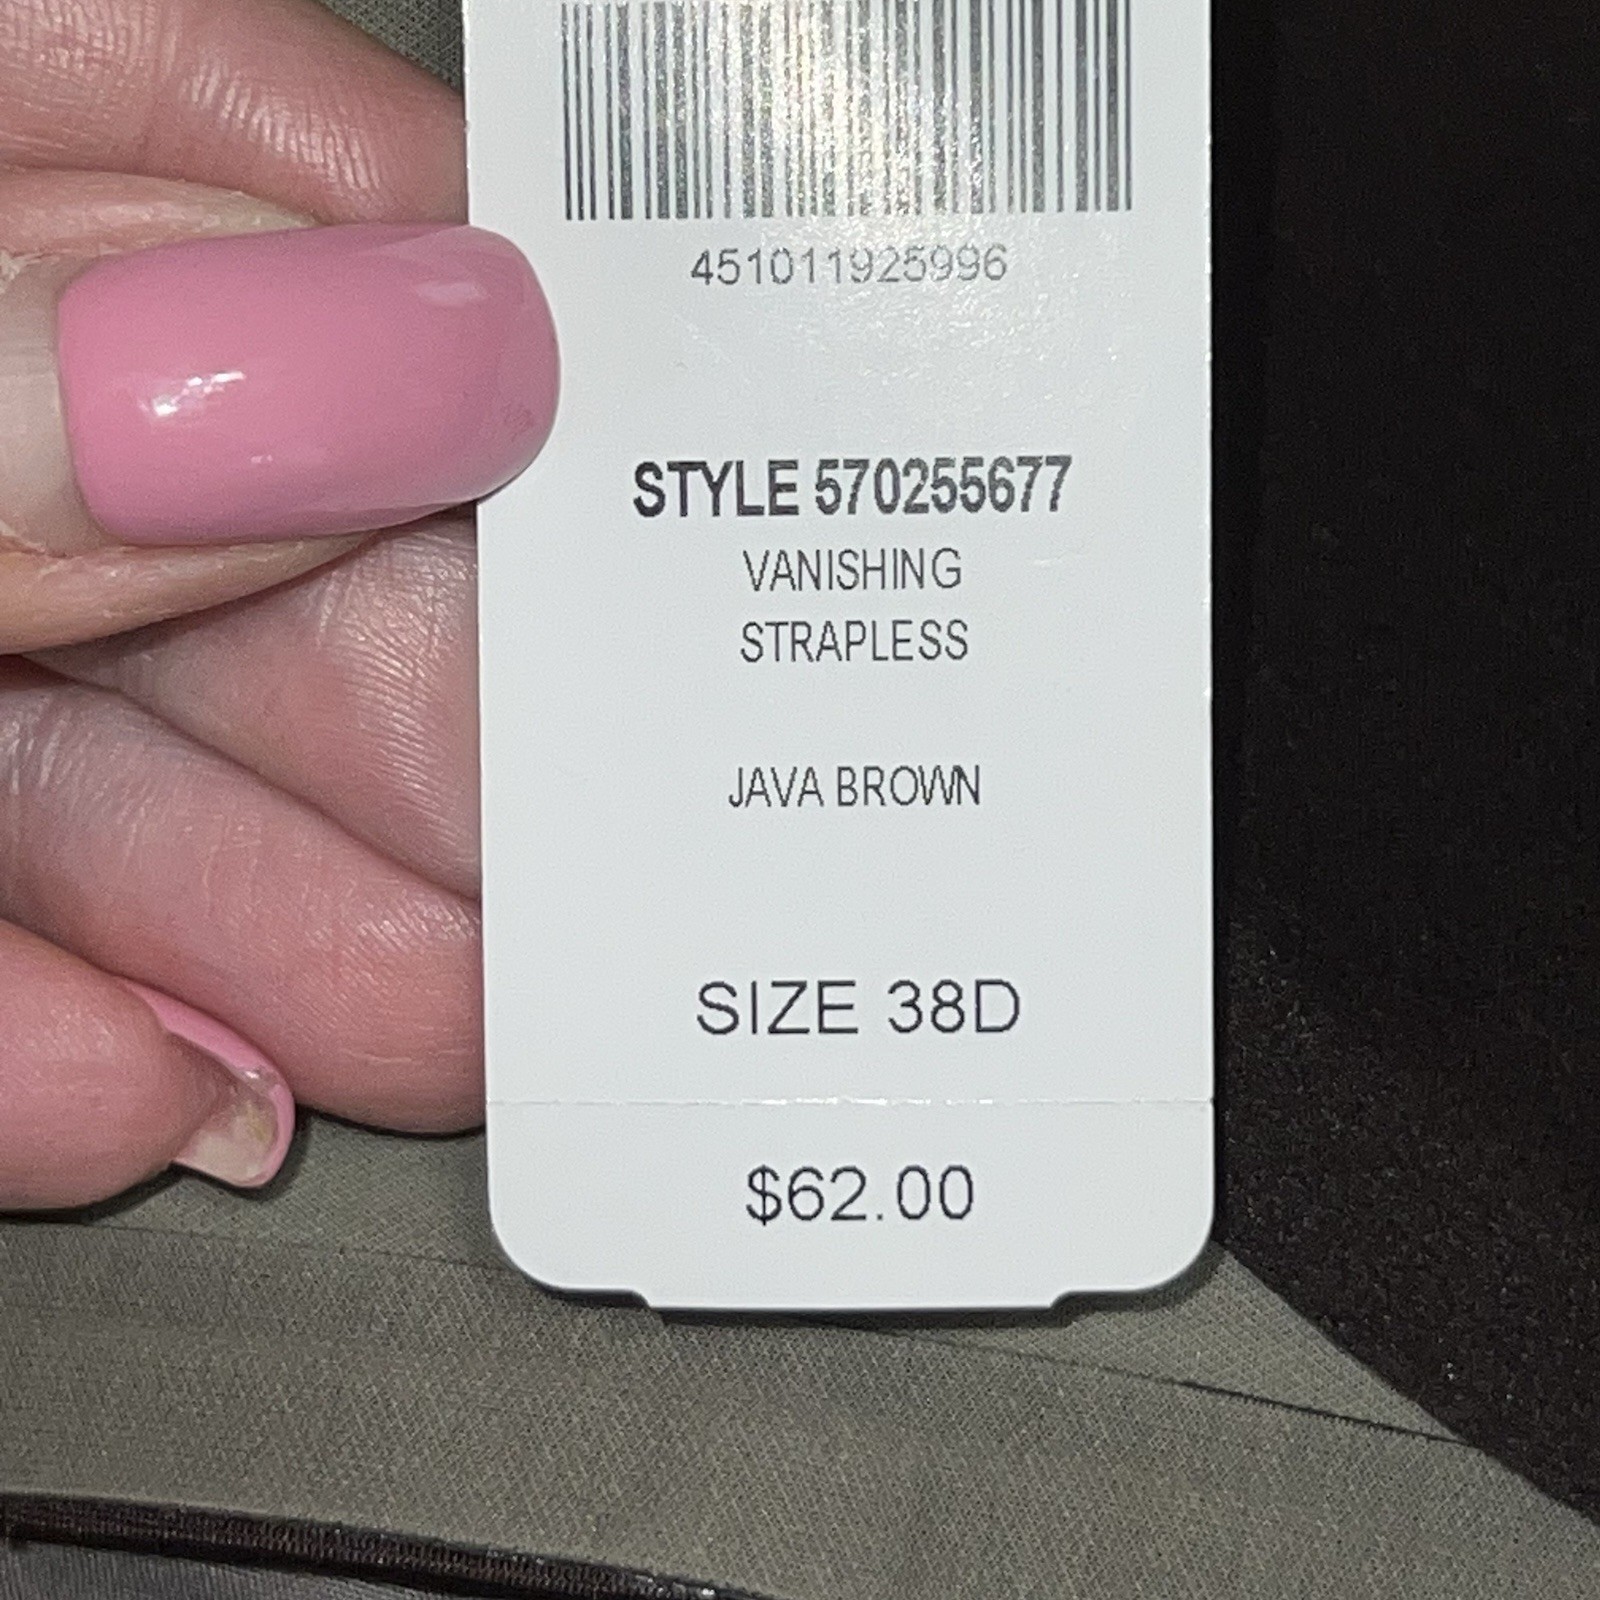 451011925996
STYLE 570255677
VANISHING
STRAPLESS
JAVA BROWN
SIZE 38D
$62.00